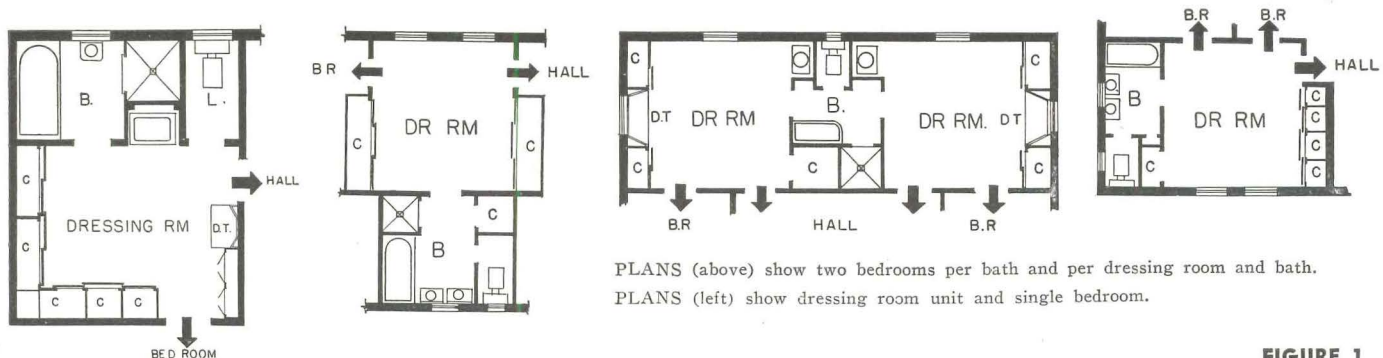 B.
L.
C
HALL
DRESSING RM
D.T.
C
C
C
C
BED ROOM
B R
HALL
DR RM
C
C
C
B
C
C
D.T
DR RM
B.
DR RM.
D T
C
C
C
B.R
HALL
B.R
B.R
B.R
HALL
B
DR RM
C
C
C
C
C
PLANS (above) show two bedrooms per bath and per dressing room and bath.
PLANS (left) show dressing room unit and single bedroom.
FIGURE 1